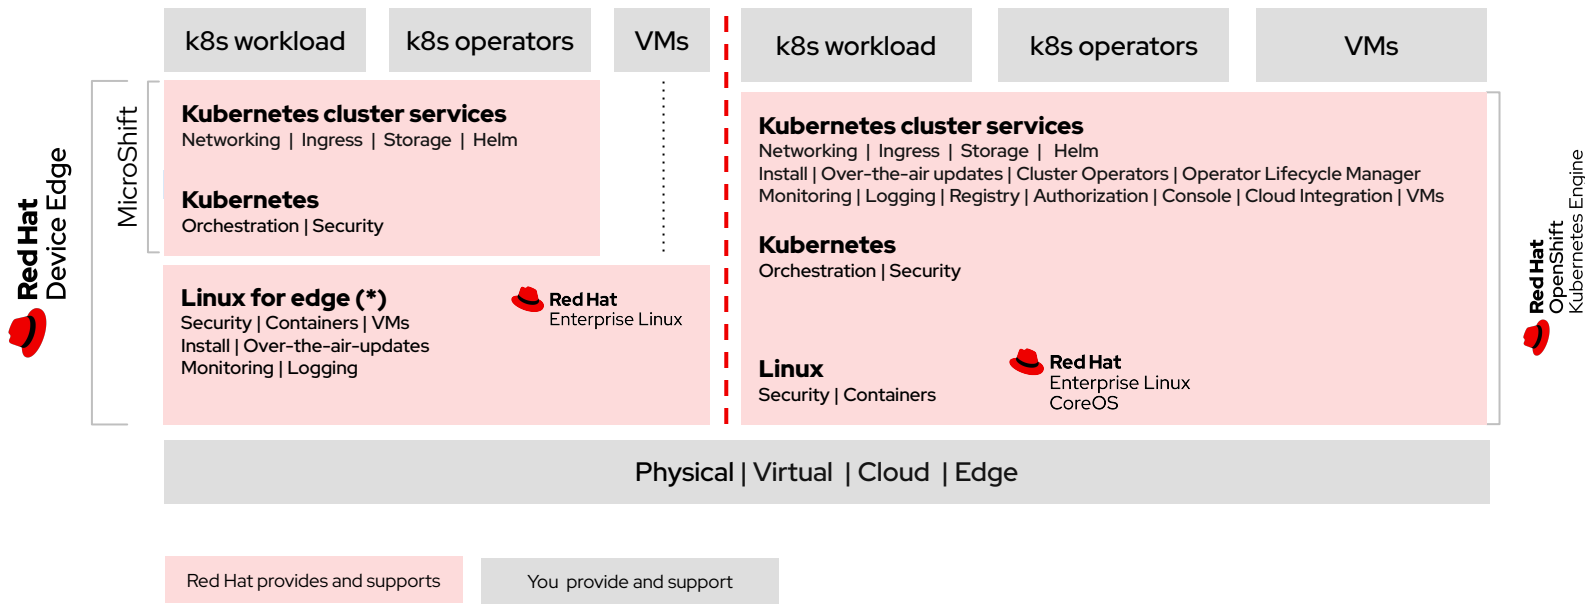 k8s workload
k8s operators
VMs
Red Hat
Device Edge
MicroShift
Kubernetes cluster services
Networking | Ingress | Storage | Helm
Kubernetes
Orchestration | Security
Linux for edge (*)
Security | Containers | VMs
Install | Over-the-air-updates
Monitoring | Logging
Red Hat
Enterprise Linux
k8s workload
k8s operators
VMs
Kubernetes cluster services
Networking | Ingress | Storage | Helm
Install | Over-the-air updates | Cluster Operators | Operator Lifecycle Manager
Monitoring | Logging | Registry | Authorization | Console | Cloud Integration | VMs
Kubernetes
Orchestration | Security
Linux
Security | Containers
Red Hat
Enterprise Linux
CoreOS
Red Hat
OpenShift
Kubernetes Engine
Physical | Virtual | Cloud | Edge
Red Hat provides and supports
You provide and support